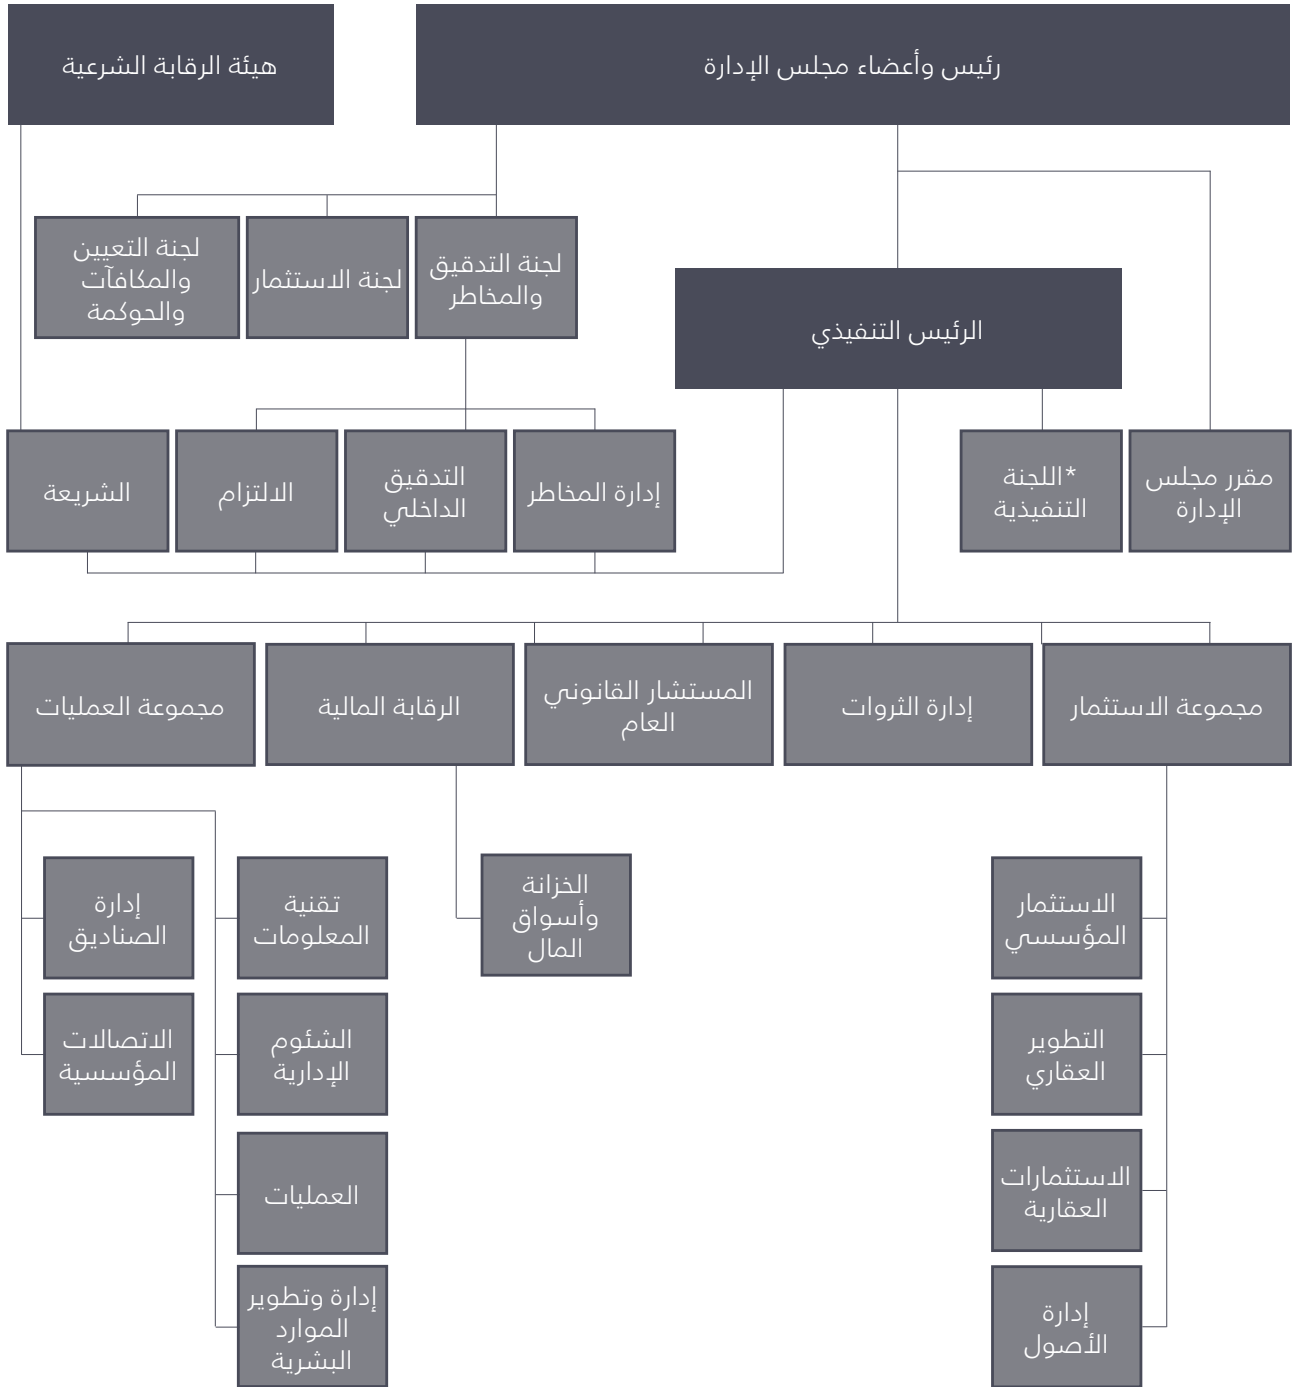 رئيس وأعضاء مجلس الإدارة
هيئة الرقابة الشرعية
لجنة التدقيق
والمخاطر
لجنة الاستثمار
لجنة التعيين
والمكافآت
والحوكمة
الرئيس التنفيذي
مقرر مجلس
الإدارة
*اللجنة
التنفيذية
إدارة المخاطر
التدقيق
الداخلي
الالتزام
الشريعة
مجموعة الاستثمار
إدارة الثروات
المستشار القانوني
العام
الرقابة المالية
مجموعة العمليات
الاستثمار
المؤسسي
التطوير
العقاري
الاستثمارات
العقارية
إدارة
الأصول
الخزانة
وأسواق
المال
تقنية
المعلومات
الشئوم
الإدارية
العمليات
إدارة وتطوير
الموارد
البشرية
إدارة
الصناديق
الاتصالات
المؤسسية